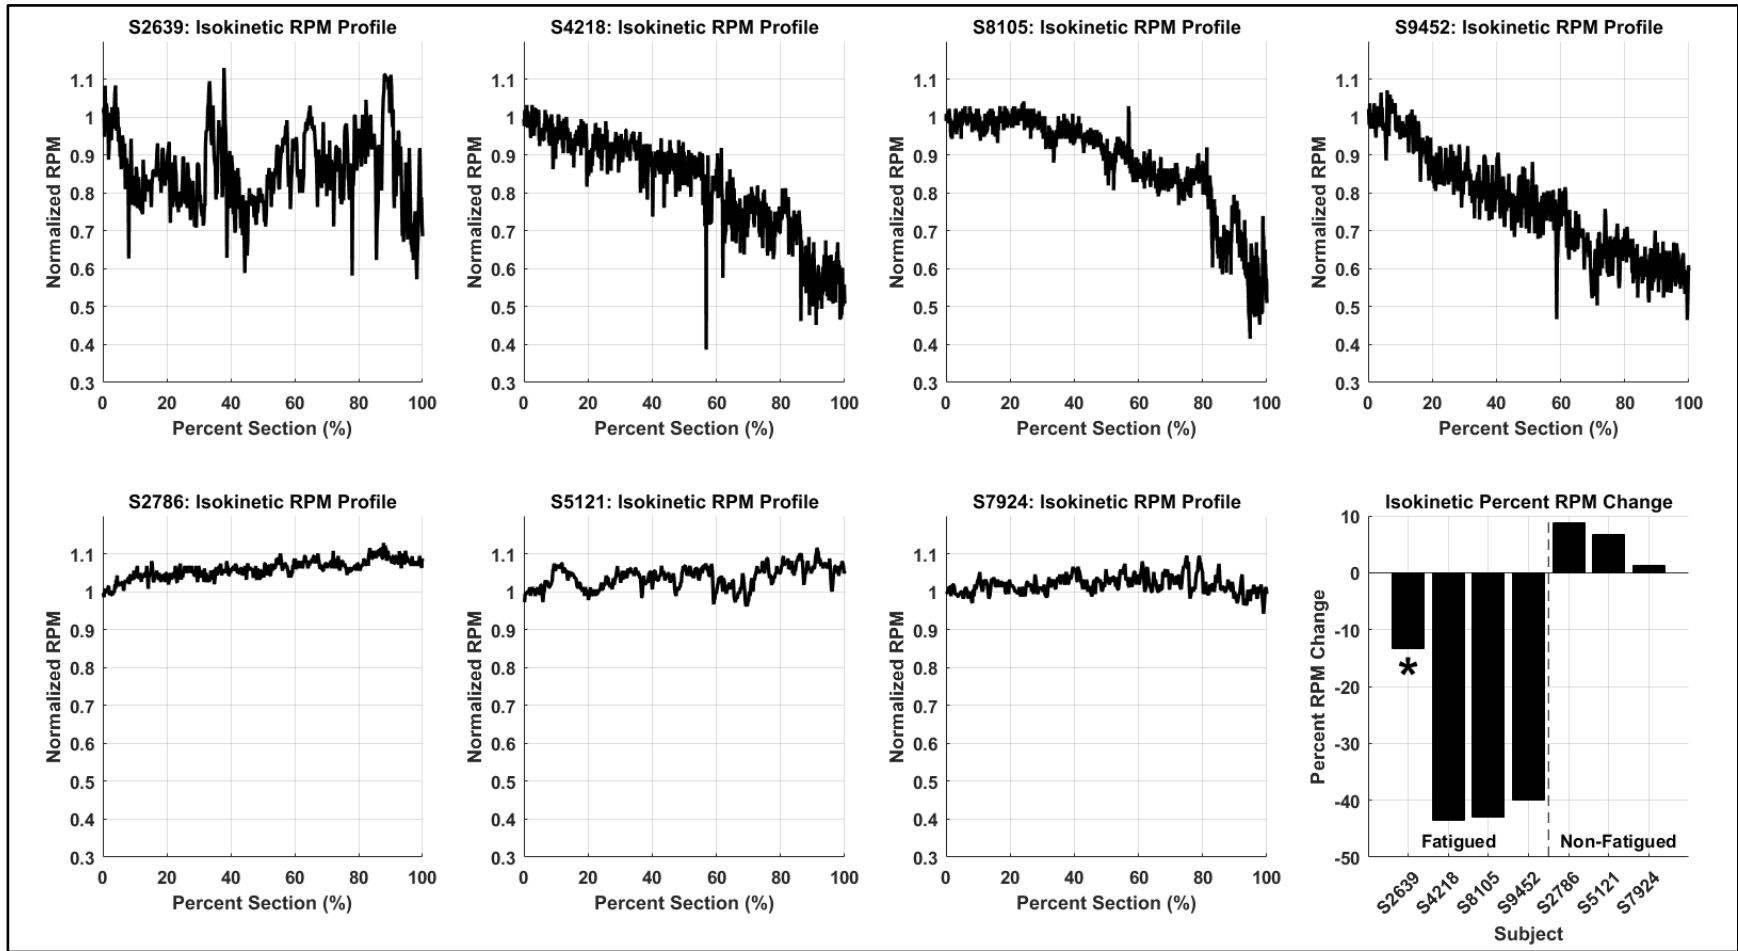 S2639: Isokinetic RPM Profile
Normalized RPM
1.1
1
0.9
0.8
0.7
0.6
0.5
0.4
0.3
0 20 40 60 80 100
Percent Section (%)
S4218: Isokinetic RPM Profile
Normalized RPM
1.1
1
0.9
0.8
0.7
0.6
0.5
0.4
0.3
0 20 40 60 80 100
Percent Section (%)
S8105: Isokinetic RPM Profile
Normalized RPM
1.1
1
0.9
0.8
0.7
0.6
0.5
0.4
0.3
0 20 40 60 80 100
Percent Section (%)
S9452: Isokinetic RPM Profile
Normalized RPM
1.1
1
0.9
0.8
0.7
0.6
0.5
0.4
0.3
0 20 40 60 80 100
Percent Section (%)
S2786: Isokinetic RPM Profile
Normalized RPM
1.1
1
0.9
0.8
0.7
0.6
0.5
0.4
0.3
0 20 40 60 80 100
Percent Section (%)
S5121: Isokinetic RPM Profile
Normalized RPM
1.1
1
0.9
0.8
0.7
0.6
0.5
0.4
0.3
0 20 40 60 80 100
Percent Section (%)
S7924: Isokinetic RPM Profile
Normalized RPM
1.1
1
0.9
0.8
0.7
0.6
0.5
0.4
0.3
0 20 40 60 80 100
Percent Section (%)
Isokinetic Percent RPM Change
Percent RPM Change
10
0
-10
-20
-30
-40
-50
*
Fatigued Non-Fatigued
S2639 S4218 S8105 S9452 S2786 S5121 S7924
Subject